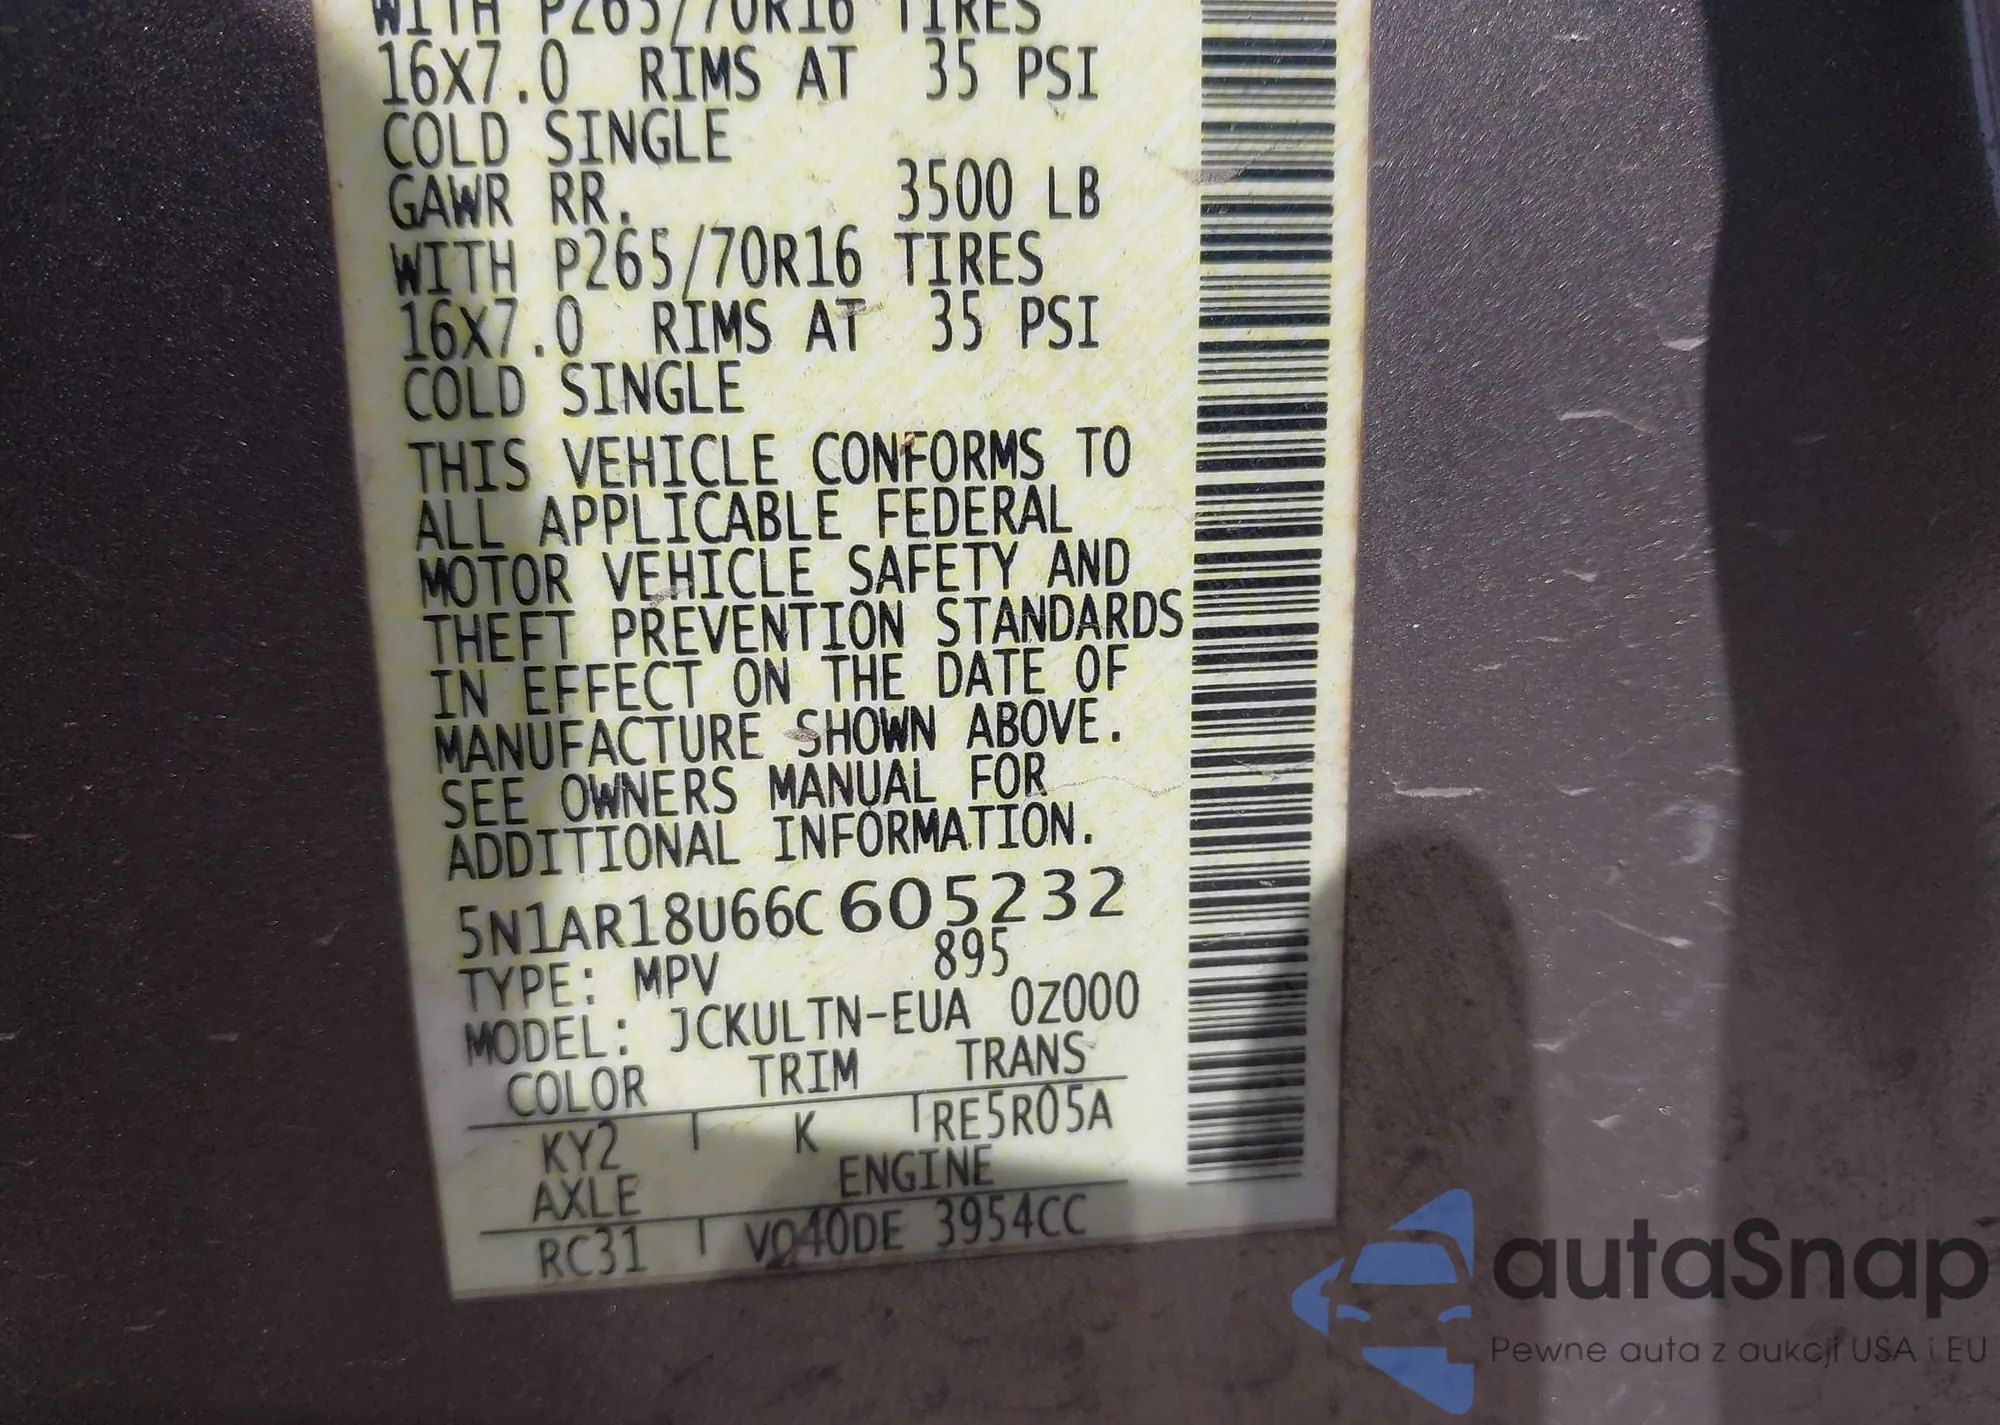 WITH P265/70R16 TIRES
16X7.0 RIMS AT 35 PSI
COLD SINGLE
GAWR RR. 3500 LB
WITH P265/70R16 TIRES
16X7.0 RIMS AT 35 PSI
COLD SINGLE
THIS VEHICLE CONFORMS TO
ALL APPLICABLE FEDERAL
MOTOR VEHICLE SAFETY AND
THEFT PREVENTION STANDARDS
IN EFFECT ON THE DATE OF
MANUFACTURE SHOWN ABOVE.
SEE OWNERS MANUAL FOR
ADDITIONAL INFORMATION.
5N1AR18U66C605232
TYPE: MPV 895
MODEL: JCKULTN-EUA 0Z000
COLOR TRIM TRANS
KY2 K RE5R05A
AXLE ENGINE
RC31 VQ40DE 3954CC
autaSnap
Pewne auta z aukcji USA i EU